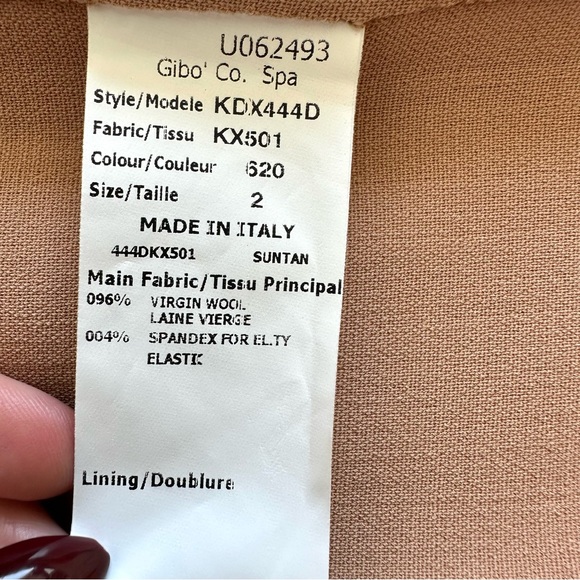 U062493
Gibo' Co. Spa
Style/Modele KDX444D
Fabric/Tissu KX501
Colour/Couleur 620
Size/Taille 2
MADE IN ITALY
444DKX501 SUNTAN
Main Fabric/Tissu Principal
096% VIRGIN WOOL
LAINE VIERGE
004% SPANDEX FOR EL.TY
ELASTIC
Lining/Doublure